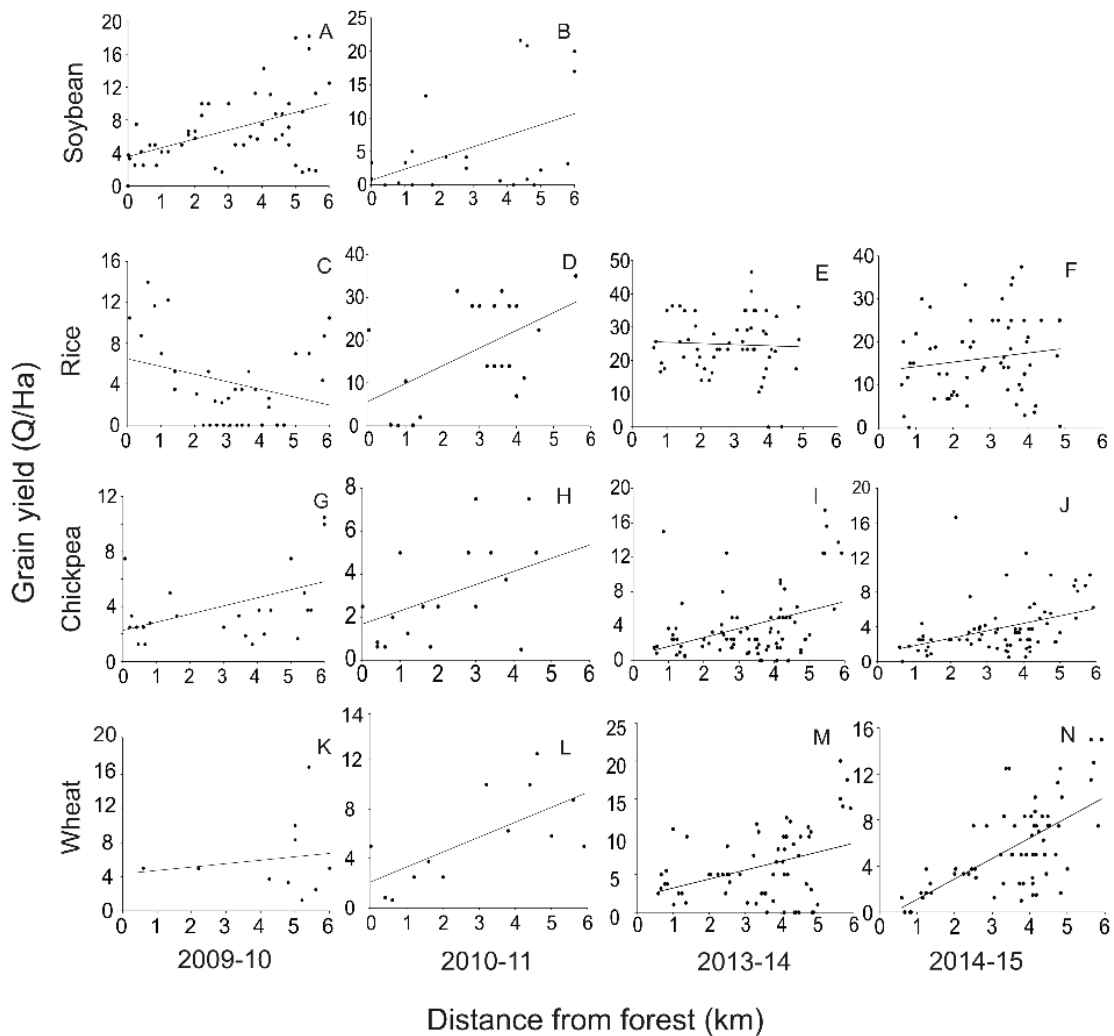 Grain yield (Q/Ha)
Soybean
A
20
16
12
8
4
0
0 1 2 3 4 5 6
B
25
20
15
10
5
0
0 1 2 3 4 5 6
Rice
C
16
12
8
4
0
0 1 2 3 4 5 6
D
40
30
20
10
0
0 1 2 3 4 5 6
E
50
40
30
20
10
0
0 1 2 3 4 5 6
F
40
30
20
10
0
0 1 2 3 4 5 6
Chickpea
G
12
8
4
2
0
0 1 2 3 4 5 6
H
8
6
4
2
0
0 1 2 3 4 5 6
I
20
16
12
8
4
0
0 1 2 3 4 5 6
J
20
16
12
8
4
0
0 1 2 3 4 5 6
Wheat
K
20
16
12
8
4
0
0 1 2 3 4 5 6
L
14
12
8
4
0
0 1 2 3 4 5 6
M
25
20
15
10
5
0
0 1 2 3 4 5 6
N
16
12
8
4
0
0 1 2 3 4 5 6
2009-10
2010-11
2013-14
2014-15
Distance from forest (km)